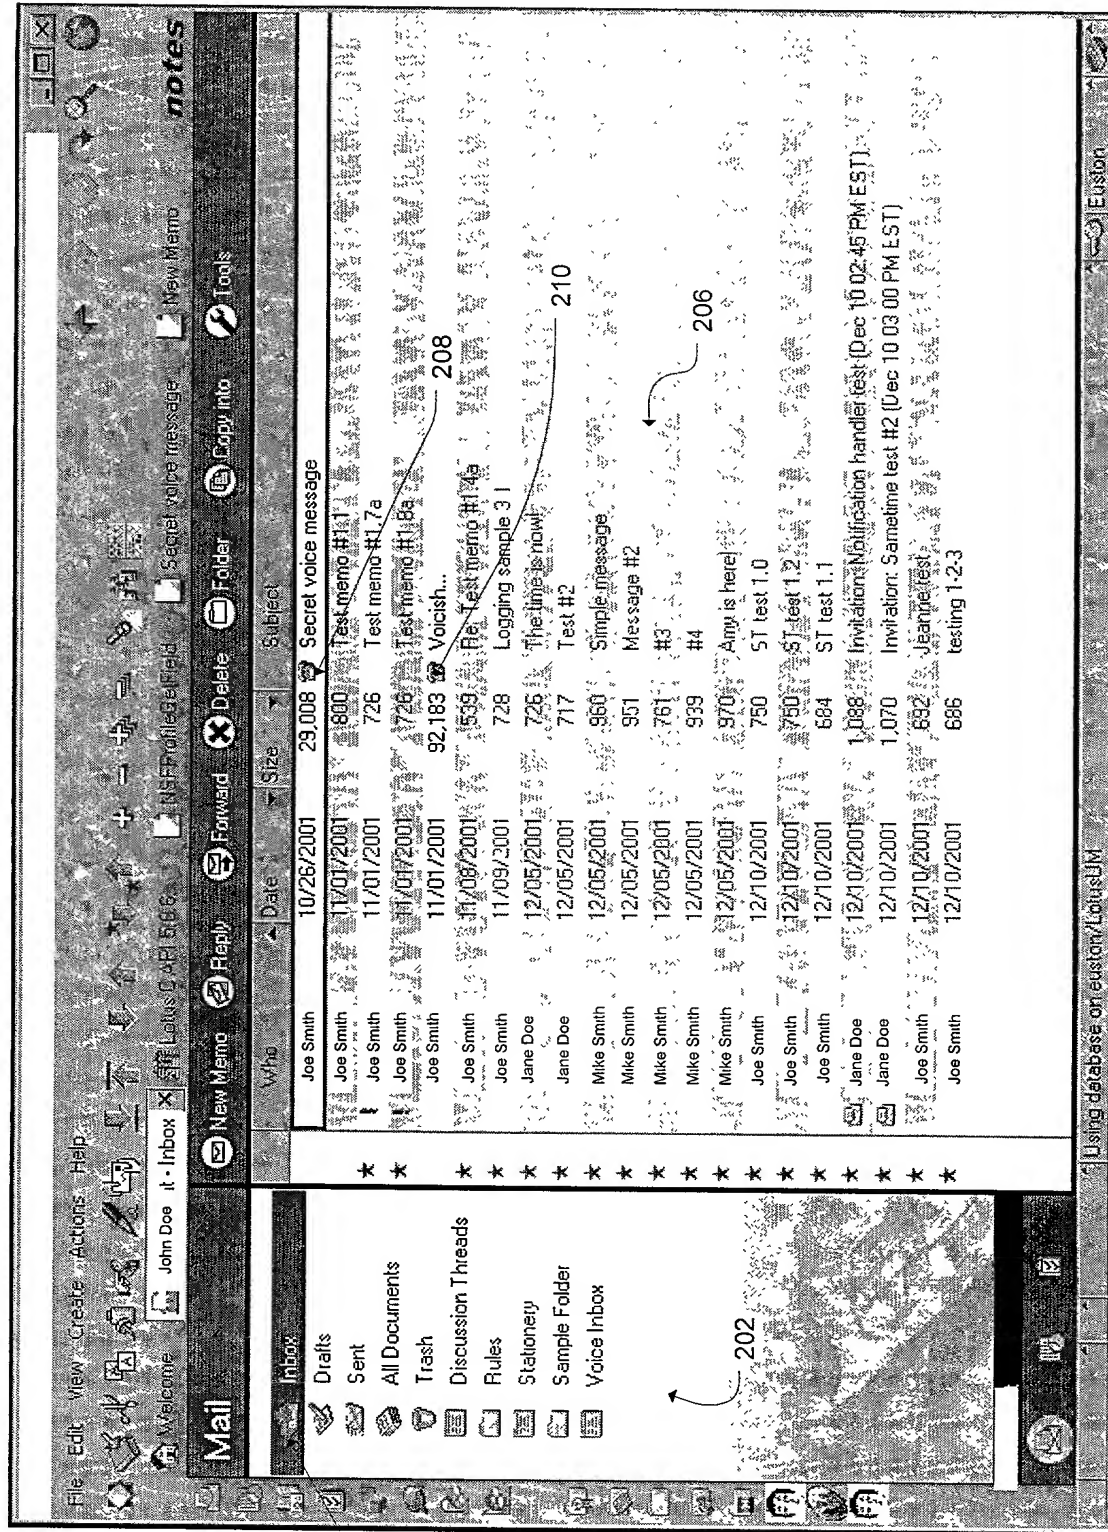 File Edit View Create Actions Help
notes
Welcome John Doe it - Inbox Lotus C API 5.0.6a NSFProfileGetField Secret voice message New Memo
Mail
New Memo Reply Forward Delete Folder Copy into Tools
Inbox
Drafts
Sent
All Documents
Trash
Discussion Threads
Rules
Stationery
Sample Folder
Voice Inbox
202
Who Date Size Subject
Joe Smith 10/26/2001 29,008 Secret voice message
Joe Smith 11/01/2001 800 Test memo #1.1
Joe Smith 11/01/2001 726 Test memo #1.7a
Joe Smith 11/01/2001 726 Test memo #1.8a
Joe Smith 11/01/2001 92,183 Voicish...
Joe Smith 11/08/2001 1,539 Re: Test memo #1.4a
Joe Smith 11/09/2001 728 Logging sample 3 !
Jane Doe 12/05/2001 726 The time is now!
Jane Doe 12/05/2001 717 Test #2
Mike Smith 12/05/2001 960 Simple message
Mike Smith 12/05/2001 951 Message #2
Mike Smith 12/05/2001 761 #3
Mike Smith 12/05/2001 939 #4
Mike Smith 12/05/2001 970 Amy is here!
Joe Smith 12/10/2001 750 ST test 1.0
Joe Smith 12/10/2001 750 ST test 1.2
Joe Smith 12/10/2001 684 ST test 1.1
Jane Doe 12/10/2001 1,088 Invitation: Notification handler test (Dec 10 02:45 PM EST)
Jane Doe 12/10/2001 1,070 Invitation: Sametime test #2 (Dec 10 03 00 PM EST)
Joe Smith 12/10/2001 692 Jeanne test
Joe Smith 12/10/2001 686 testing 1-2-3
208
210
206
Using database on euston/LotusUM
Euston